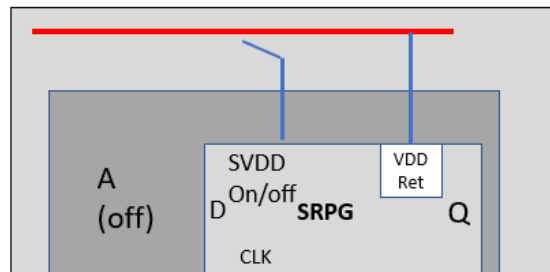 SVDD
VDD
Ret
A
On/off
D
SRPG
Q
(off)
CLK